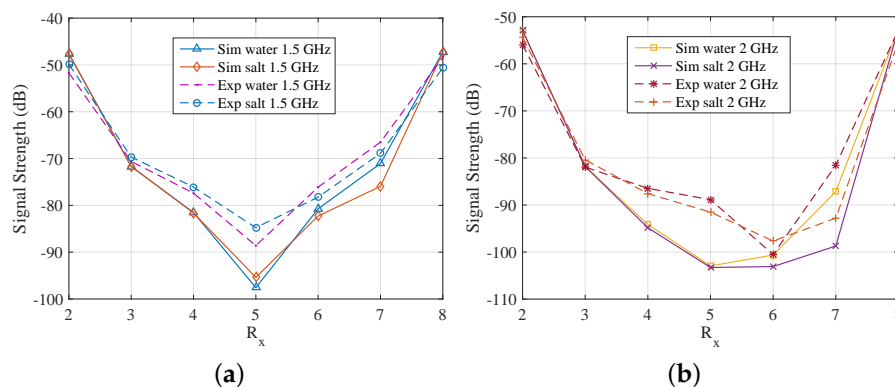 -40
-50
-60
-70
-80
-90
-100
Signal Strength (dB)
Sim water 1.5 GHz
Sim salt 1.5 GHz
Exp water 1.5 GHz
Exp salt 1.5 GHz
2 3 4 5 6 7 8
Rx
(a)
-50
-60
-70
-80
-90
-100
-110
Signal Strength (dB)
Sim water 2 GHz
Sim salt 2 GHz
Exp water 2 GHz
Exp salt 2 GHz
2 3 4 5 6 7
Rx
(b)